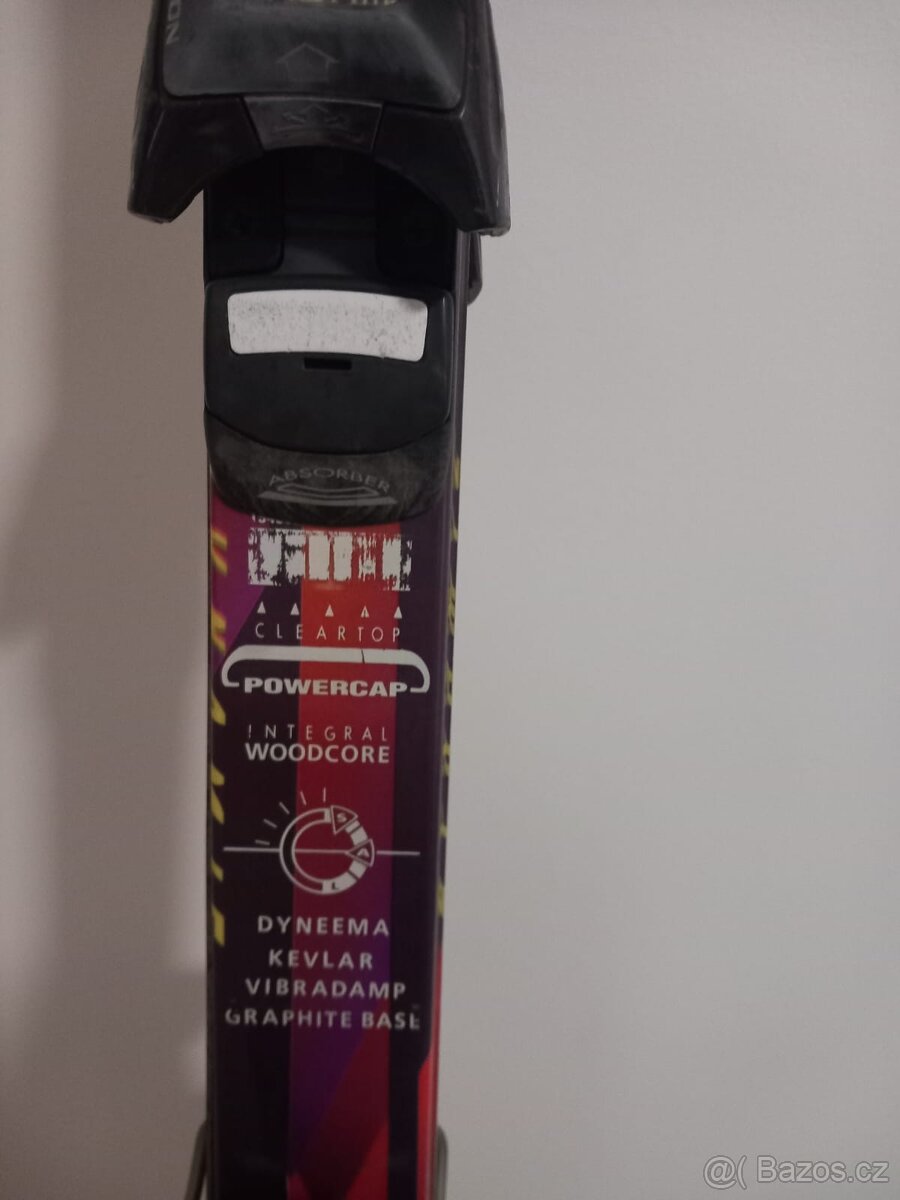 ABSORBER
CLEARTOP
POWERCAP
INTEGRAL
WOODCORE
S
A
L
DYNEEMA
KEVLAR
VIBRADAMP
GRAPHITE BASE
@( Bazos.cz